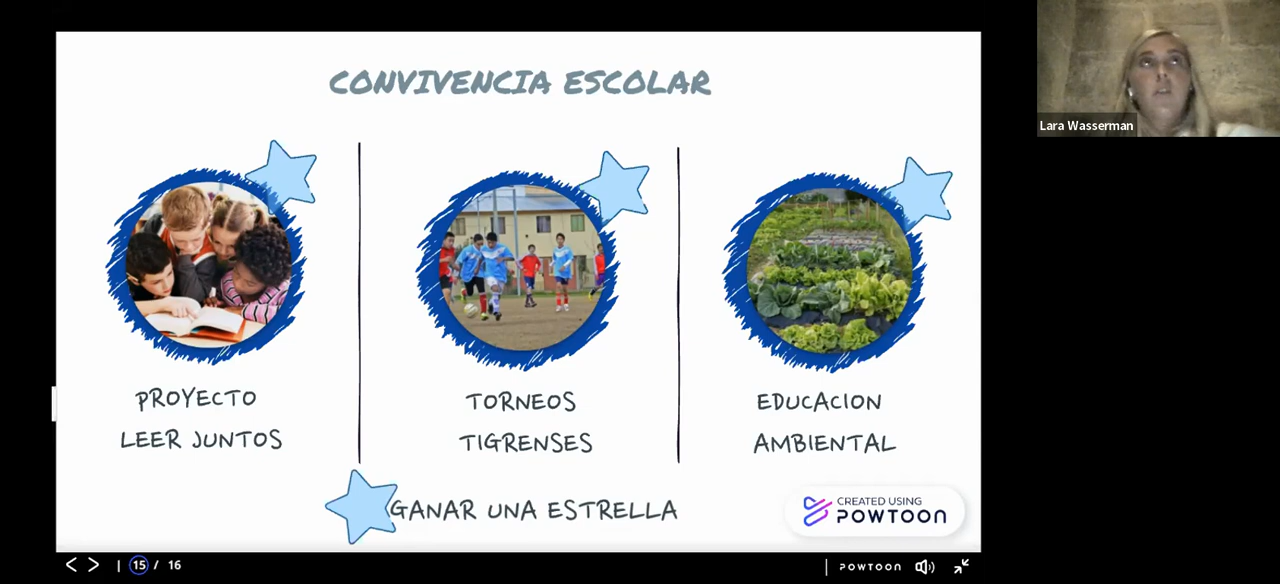 CONVIVENCIA ESCOLAR
Lara Wasserman
PROYECTO
LEER JUNTOS
TORNEOS
TIGRENSES
EDUCACION
AMBIENTAL
GANAR UNA ESTRELLA
CREATED USING
POWTOON
15 / 16
POWTOON